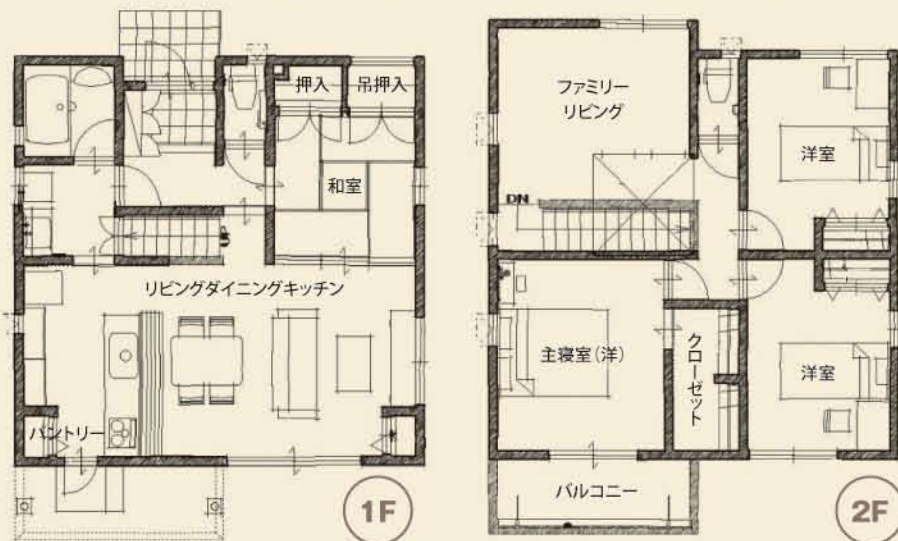 押入
吊押入
和室
UP
リビングダイニングキッチン
パントリー
1F
ファミリー
リビング
DN
洋室
主寝室(洋)
クローゼット
洋室
バルコニー
2F